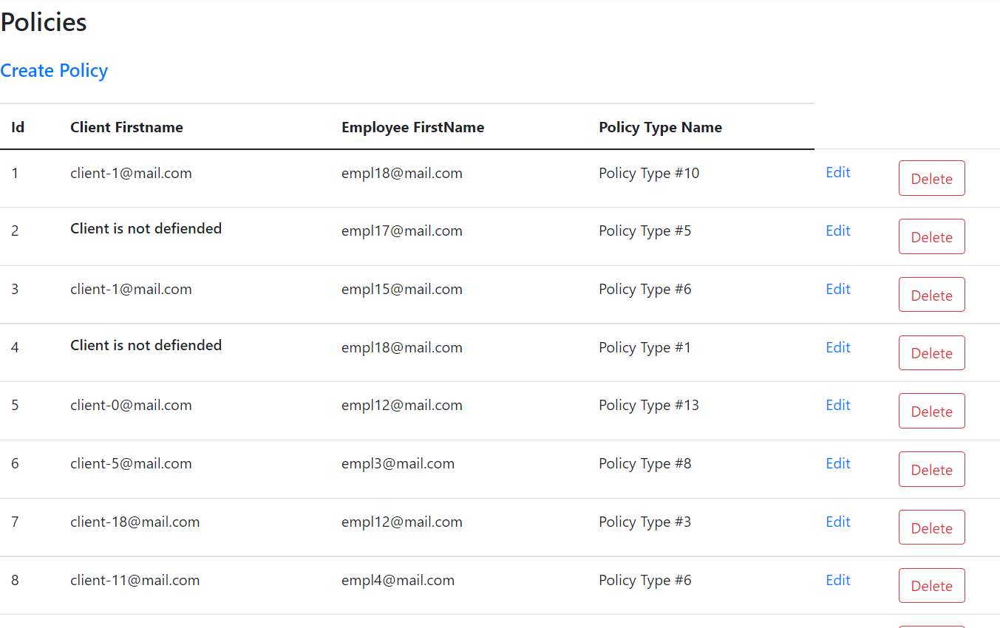 Policies
Create Policy
Id Client Firstname Employee FirstName Policy Type Name
1 client-1@mail.com empl18@mail.com Policy Type #10 Edit Delete
2 Client is not defiended empl17@mail.com Policy Type #5 Edit Delete
3 client-1@mail.com empl15@mail.com Policy Type #6 Edit Delete
4 Client is not defiended empl18@mail.com Policy Type #1 Edit Delete
5 client-0@mail.com empl12@mail.com Policy Type #13 Edit Delete
6 client-5@mail.com empl3@mail.com Policy Type #8 Edit Delete
7 client-18@mail.com empl12@mail.com Policy Type #3 Edit Delete
8 client-11@mail.com empl4@mail.com Policy Type #6 Edit Delete